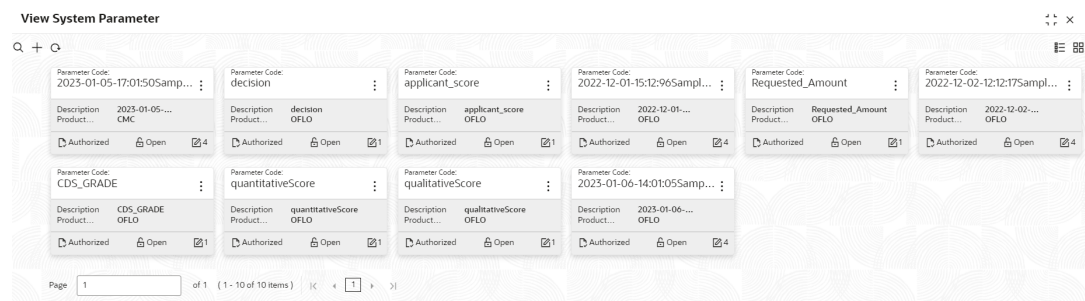 View System Parameter
Parameter Code:
2023-01-05-17:01:50Samp...
Description 2023-01-05-...
Product... CMC
Authorized Open 4
Parameter Code:
decision
Description decision
Product... OFLO
Authorized Open 1
Parameter Code:
applicant_score
Description applicant_score
Product... OFLO
Authorized Open 1
Parameter Code:
2022-12-01-15:12:96Sampl...
Description 2022-12-01-...
Product... OFLO
Authorized Open 4
Parameter Code:
Requested_Amount
Description Requested_Amount
Product... OFLO
Authorized Open 1
Parameter Code:
2022-12-02-12:12:17Sampl...
Description 2022-12-02-...
Product... OFLO
Authorized Open 4
Parameter Code:
CDS_GRADE
Description CDS_GRADE
Product... OFLO
Authorized Open 1
Parameter Code:
quantitativeScore
Description quantitativeScore
Product... OFLO
Authorized Open 1
Parameter Code:
qualitativeScore
Description qualitativeScore
Product... OFLO
Authorized Open 1
Parameter Code:
2023-01-06-14:01:05Samp...
Description 2023-01-06-...
Product... OFLO
Authorized Open 4
Page 1 of 1 (1 - 10 of 10 items) 1